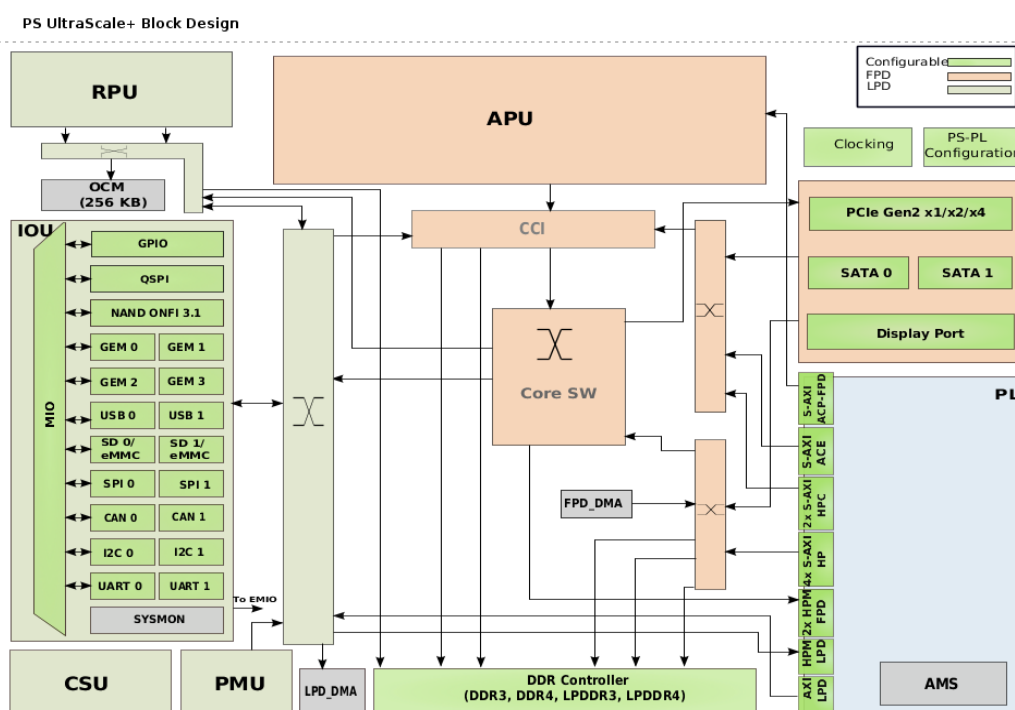 PS UltraScale+ Block Design
Configurable
FPD
LPD
RPU
APU
Clocking
PS-PL
Configuratio
OCM
(256 KB)
CCI
PCIe Gen2 x1/x2/x4
SATA 0
SATA 1
Display Port
IOU
MIO
GPIO
QSPI
NAND ONFI 3.1
GEM 0
GEM 1
GEM 2
GEM 3
USB 0
USB 1
SD 0/
eMMC
SD 1/
eMMC
SPI 0
SPI 1
CAN 0
CAN 1
I2C 0
I2C 1
UART 0
UART 1
SYSMON
To EMIO
Core SW
FPD_DMA
PL
S-AXI
ACP-FPD
S-AXI
ACE
2x S-AXI
HPC
4x S-AXI
HP
2x HPM
FPD
HPM
LPD
AXI
LPD
AMS
CSU
PMU
LPD_DMA
DDR Controller
(DDR3, DDR4, LPDDR3, LPDDR4)